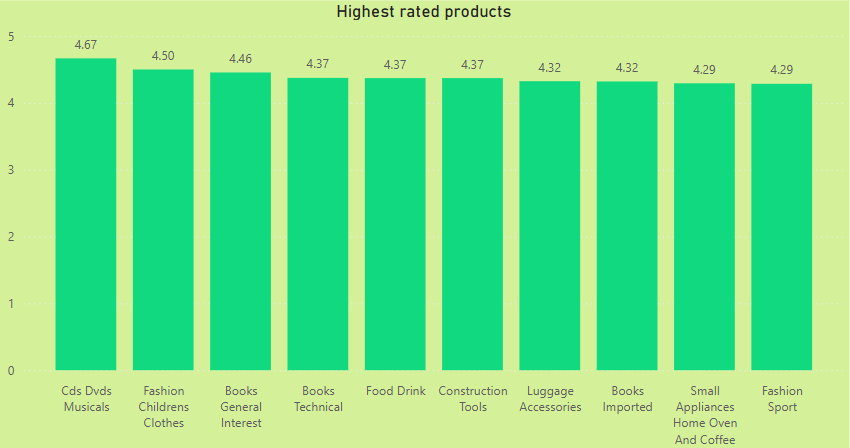 Highest rated products
5
4
3
2
1
0
4.67
4.50
4.46
4.37
4.37
4.37
4.32
4.32
4.29
4.29
Cds Dvds
Musicals
Fashion
Childrens
Clothes
Books
General
Interest
Books
Technical
Food Drink
Construction
Tools
Luggage
Accessories
Books
Imported
Small
Appliances
Home Oven
And Coffee
Fashion
Sport